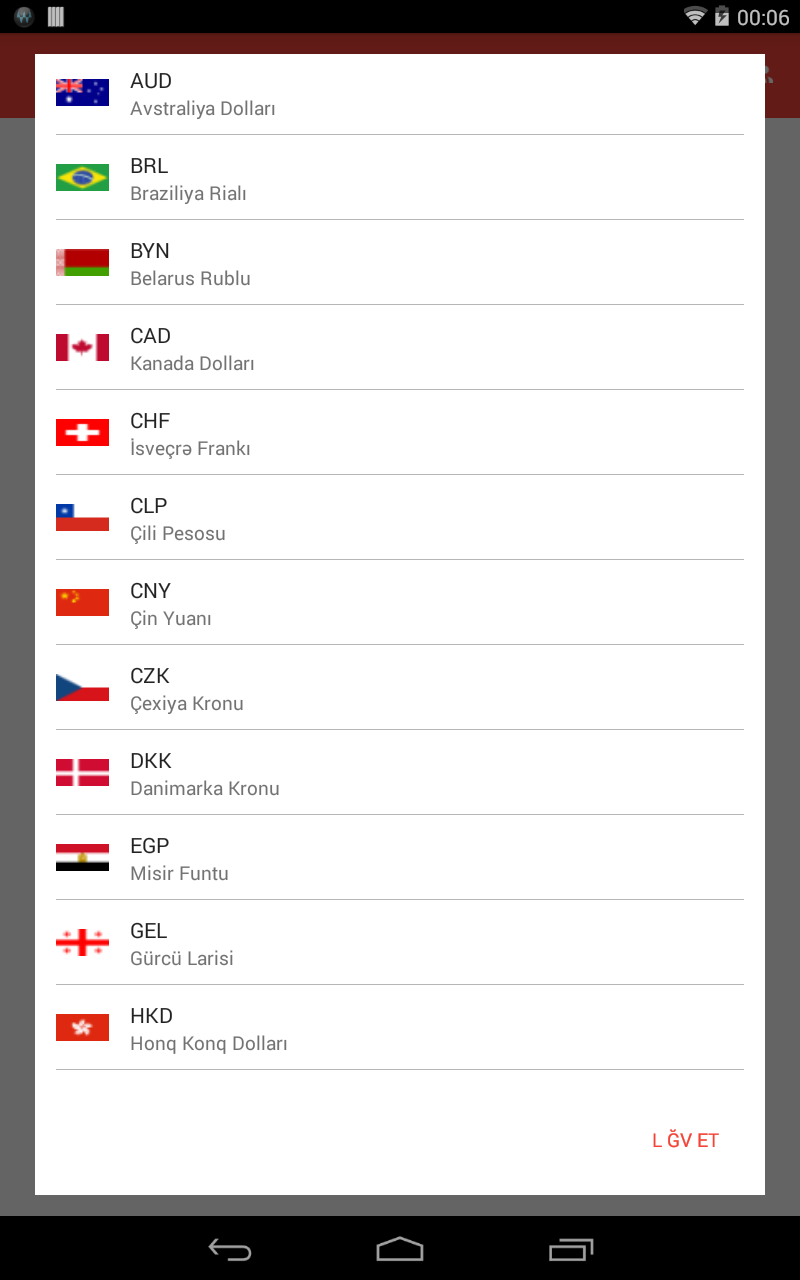 00:06
AUD
Avstraliya Dolları
BRL
Braziliya Rialı
BYN
Belarus Rublu
CAD
Kanada Dolları
CHF
İsveçrə Frankı
CLP
Çili Pesosu
CNY
Çin Yuanı
CZK
Çexiya Kronu
DKK
Danimarka Kronu
EGP
Misir Funtu
GEL
Gürcü Larisi
HKD
Honq Konq Dolları
L ĞV ET